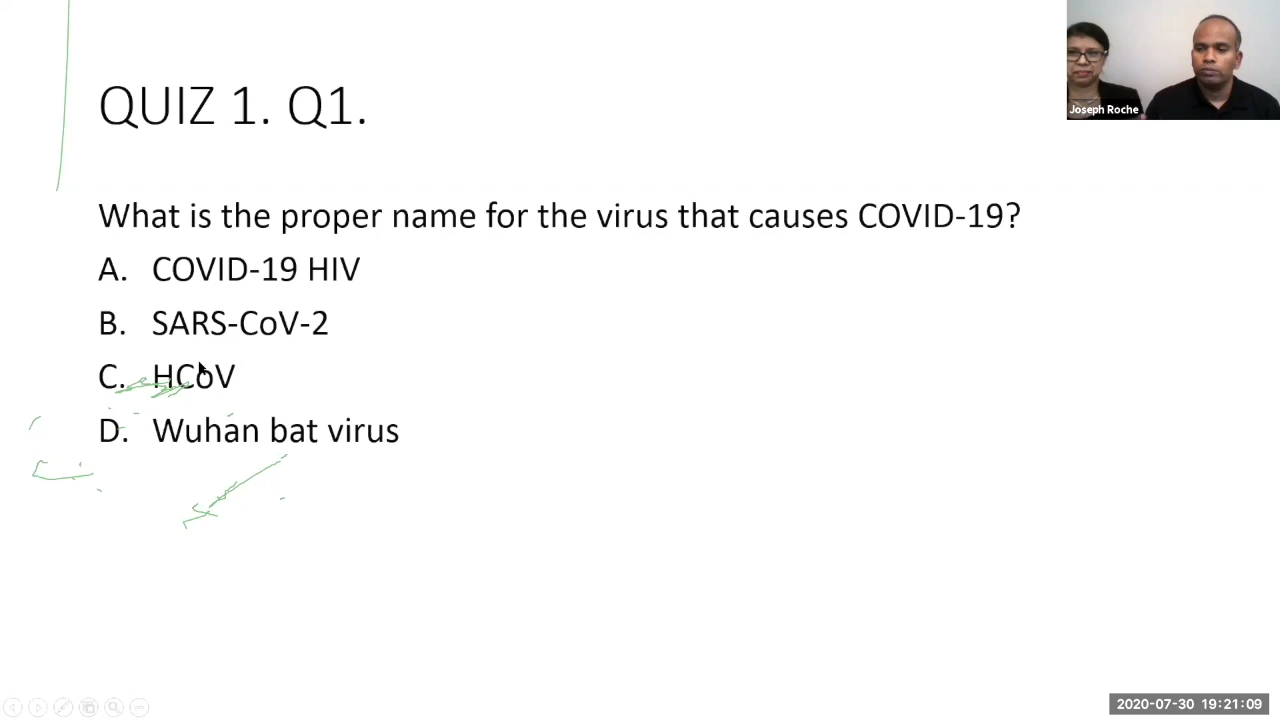 Joseph Roche
QUIZ 1. Q1.
What is the proper name for the virus that causes COVID-19?
A. COVID-19 HIV
B. SARS-CoV-2
C. HCoV
D. Wuhan bat virus
2020-07-30 19:21:09